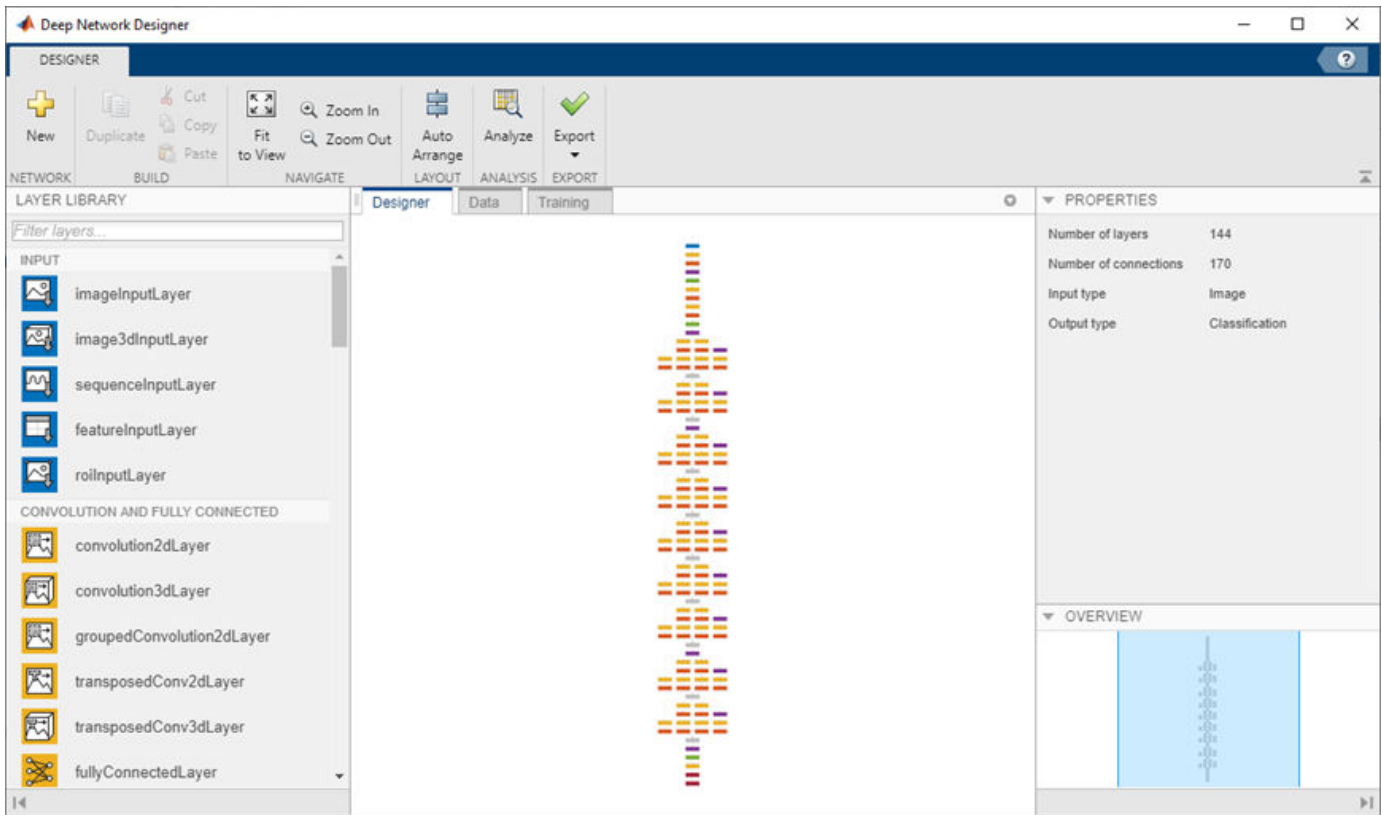 Deep Network Designer
DESIGNER
New
Duplicate
Cut
Copy
Paste
Fit
to View
Zoom In
Zoom Out
Auto
Arrange
Analyze
Export
NETWORK
BUILD
NAVIGATE
LAYOUT
ANALYSIS
EXPORT
LAYER LIBRARY
Filter layers...
INPUT
imageInputLayer
image3dInputLayer
sequenceInputLayer
featureInputLayer
roiInputLayer
CONVOLUTION AND FULLY CONNECTED
convolution2dLayer
convolution3dLayer
groupedConvolution2dLayer
transposedConv2dLayer
transposedConv3dLayer
fullyConnectedLayer
Designer
Data
Training
PROPERTIES
Number of layers 144
Number of connections 170
Input type Image
Output type Classification
OVERVIEW